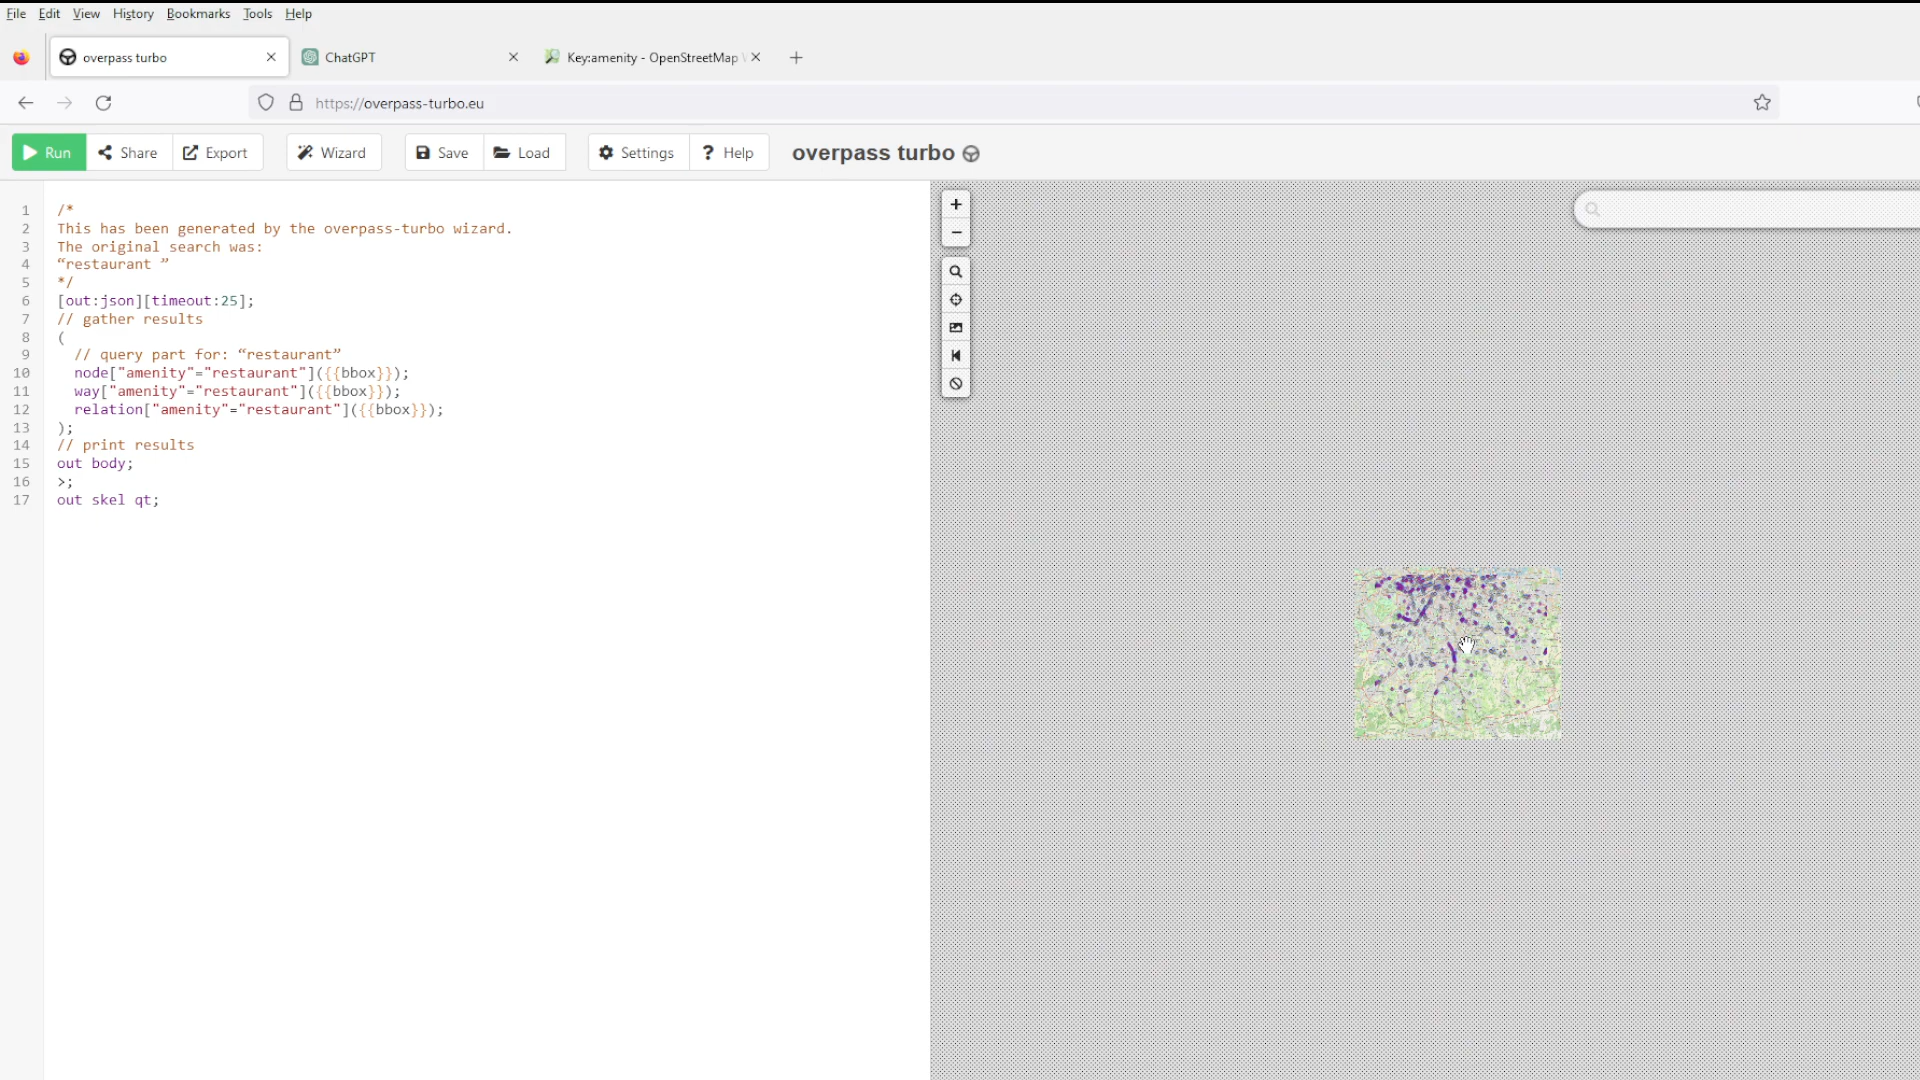 File Edit View History Bookmarks Tools Help
overpass turbo ChatGPT Key:amenity - OpenStreetMap
https://overpass-turbo.eu
Run Share Export Wizard Save Load Settings ? Help overpass turbo
1 /*
2 This has been generated by the overpass-turbo wizard.
3 The original search was:
4 “restaurant ”
5 */
6 [out:json][timeout:25];
7 // gather results
8 (
9 // query part for: “restaurant”
10 node["amenity"="restaurant"]({{bbox}});
11 way["amenity"="restaurant"]({{bbox}});
12 relation["amenity"="restaurant"]({{bbox}});
13 );
14 // print results
15 out body;
16 >;
17 out skel qt;